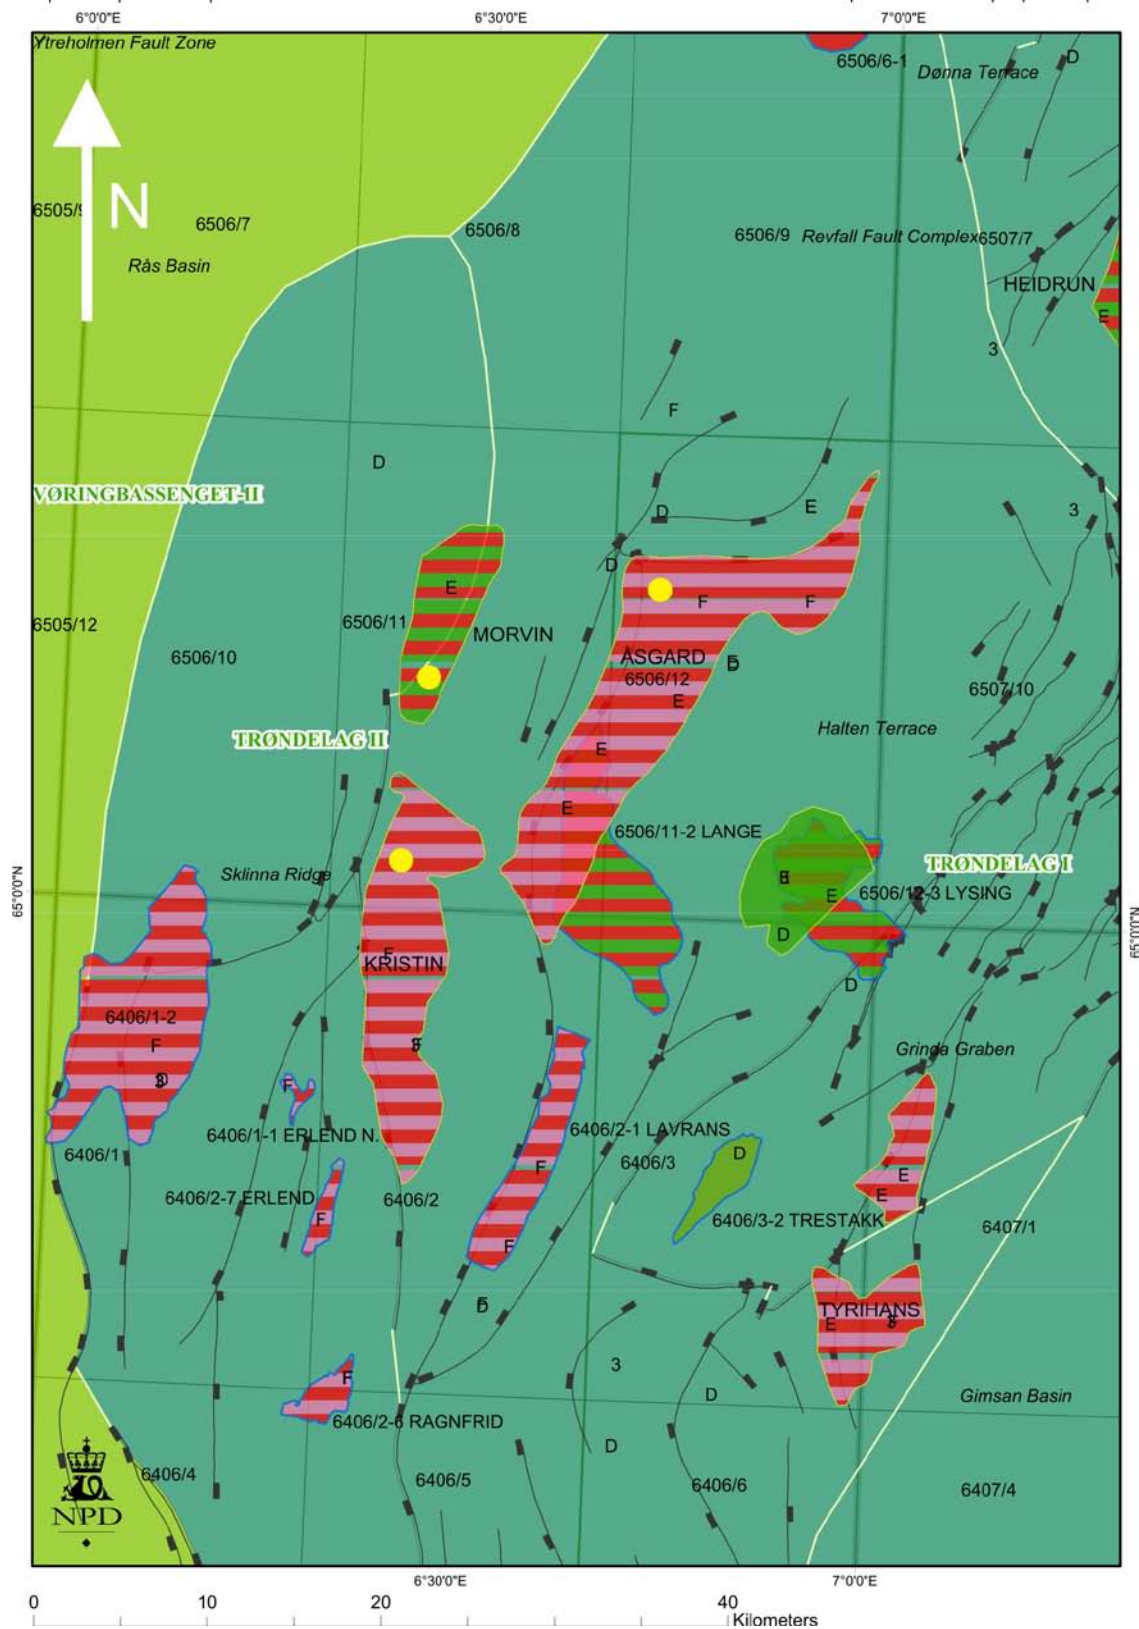 6°0'0"E
6°30'0"E
7°0'0"E
Ytreholmen Fault Zone
6506/6-1
Dønna Terrace
D
N
6505/9
6506/7
6506/8
6506/9
Revfall Fault Complex
6507/7
Rås Basin
HEIDRUN
E
3
F
D
VØRINGBASSENGET-II
D
E
3
D
E
F
F
6505/12
6506/11
MORVIN
6506/10
ÅSGARD
6506/12
E
6507/10
TRØNDELAG II
Halten Terrace
E
E
6506/11-2 LANGE
TRØNDELAG I
Sklinna Ridge
6506/12-3 LYSING
E
65°0'0"N
65°0'0"N
D
E
KRISTIN
D
6406/1-2
F
Grinda Graben
F
6406/1-1 ERLEND N.
6406/2-1 LAVRANS
6406/1
6406/3
D
F
E
6406/2-7 ERLEND
6406/2
E
F
6406/3-2 TRESTAKK
6407/1
F
TYRIHANS
E
3
F
D
Gimsan Basin
6406/2-6 RAGNFRID
D
6406/4
6406/5
6406/6
6407/4
NPD
6°30'0"E
7°0'0"E
0
10
20
40
Kilometers